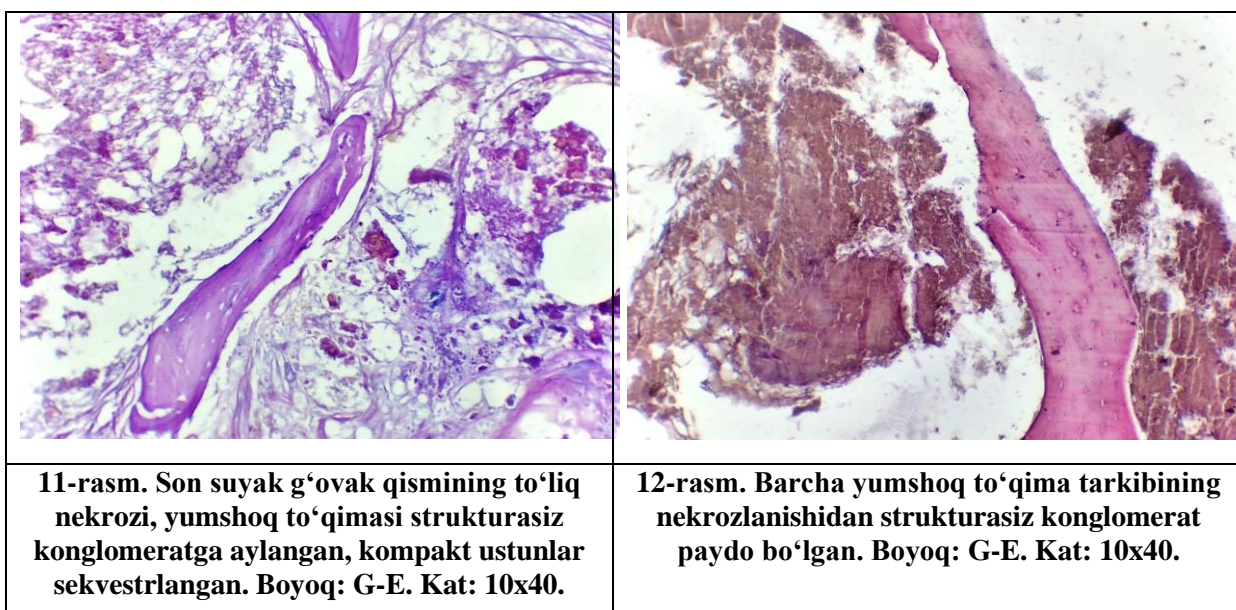 11-rasm. Son suyak g‘ovak qismining to‘liq
nekrozi, yumshoq to‘qimasi strukturasiz
konglomeratga aylangan, kompakt ustunlar
sekvestrlangan. Boyoq: G-E. Kat: 10x40.
12-rasm. Barcha yumshoq to‘qima tarkibining
nekrozlanishidan strukturasiz konglomerat
paydo bo‘lgan. Boyoq: G-E. Kat: 10x40.